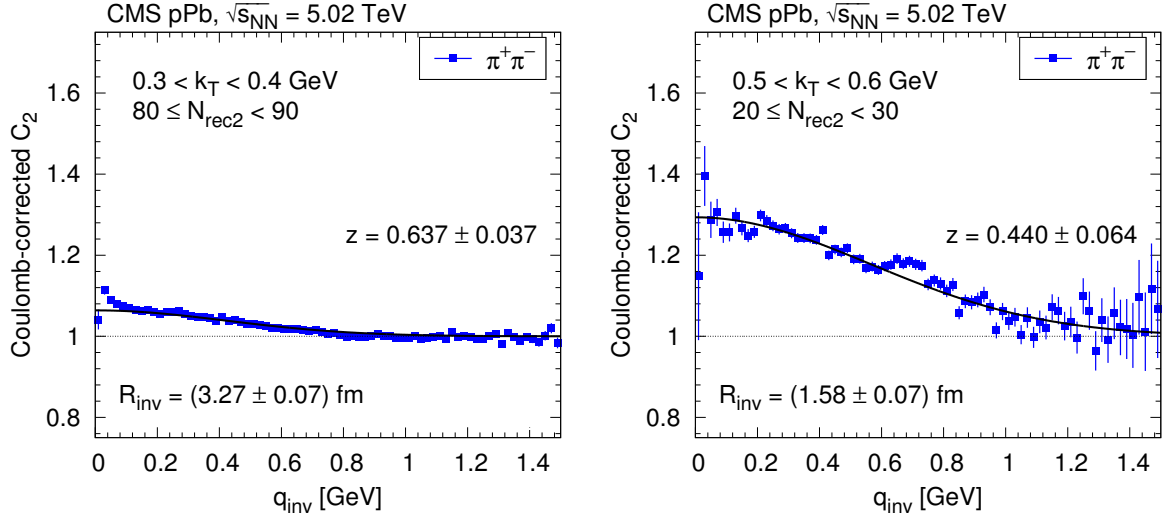 CMS pPb, √sNN = 5.02 TeV
π+π−
0.3 < kT < 0.4 GeV
80 ≤ Nrec2 < 90
z = 0.637 ± 0.037
Rinv = (3.27 ± 0.07) fm
Coulomb-corrected C2
1.6
1.4
1.2
1
0.8
0 0.2 0.4 0.6 0.8 1 1.2 1.4
qinv [GeV]
CMS pPb, √sNN = 5.02 TeV
π+π−
0.5 < kT < 0.6 GeV
20 ≤ Nrec2 < 30
z = 0.440 ± 0.064
Rinv = (1.58 ± 0.07) fm
Coulomb-corrected C2
1.6
1.4
1.2
1
0.8
0 0.2 0.4 0.6 0.8 1 1.2 1.4
qinv [GeV]